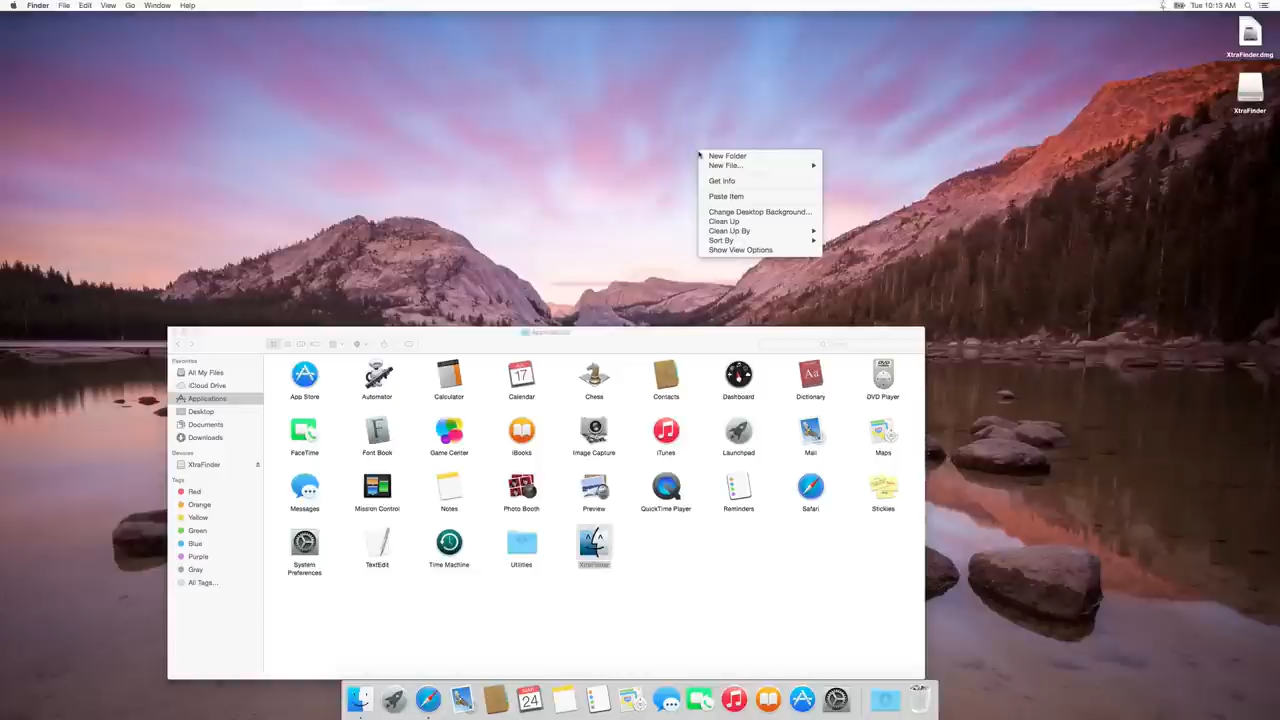 Finder File Edit View Go Window Help
Tue 10:13 AM
XtraFinder.dmg
XtraFinder
New Folder
New File...
Get Info
Paste Item
Change Desktop Background...
Clean Up
Clean Up By
Sort By
Show View Options
Applications
Favorites
All My Files
iCloud Drive
Applications
Desktop
Documents
Downloads
Devices
XtraFinder
Tags
Red
Orange
Yellow
Green
Blue
Purple
Gray
All Tags...
App Store Automator Calculator Calendar Chess Contacts Dashboard Dictionary DVD Player
FaceTime Font Book Game Center iBooks Image Capture iTunes Launchpad Mail Maps
Messages Mission Control Notes Photo Booth Preview QuickTime Player Reminders Safari Stickies
System Preferences TextEdit Time Machine Utilities XtraFinder
17
Aa
DVD
24